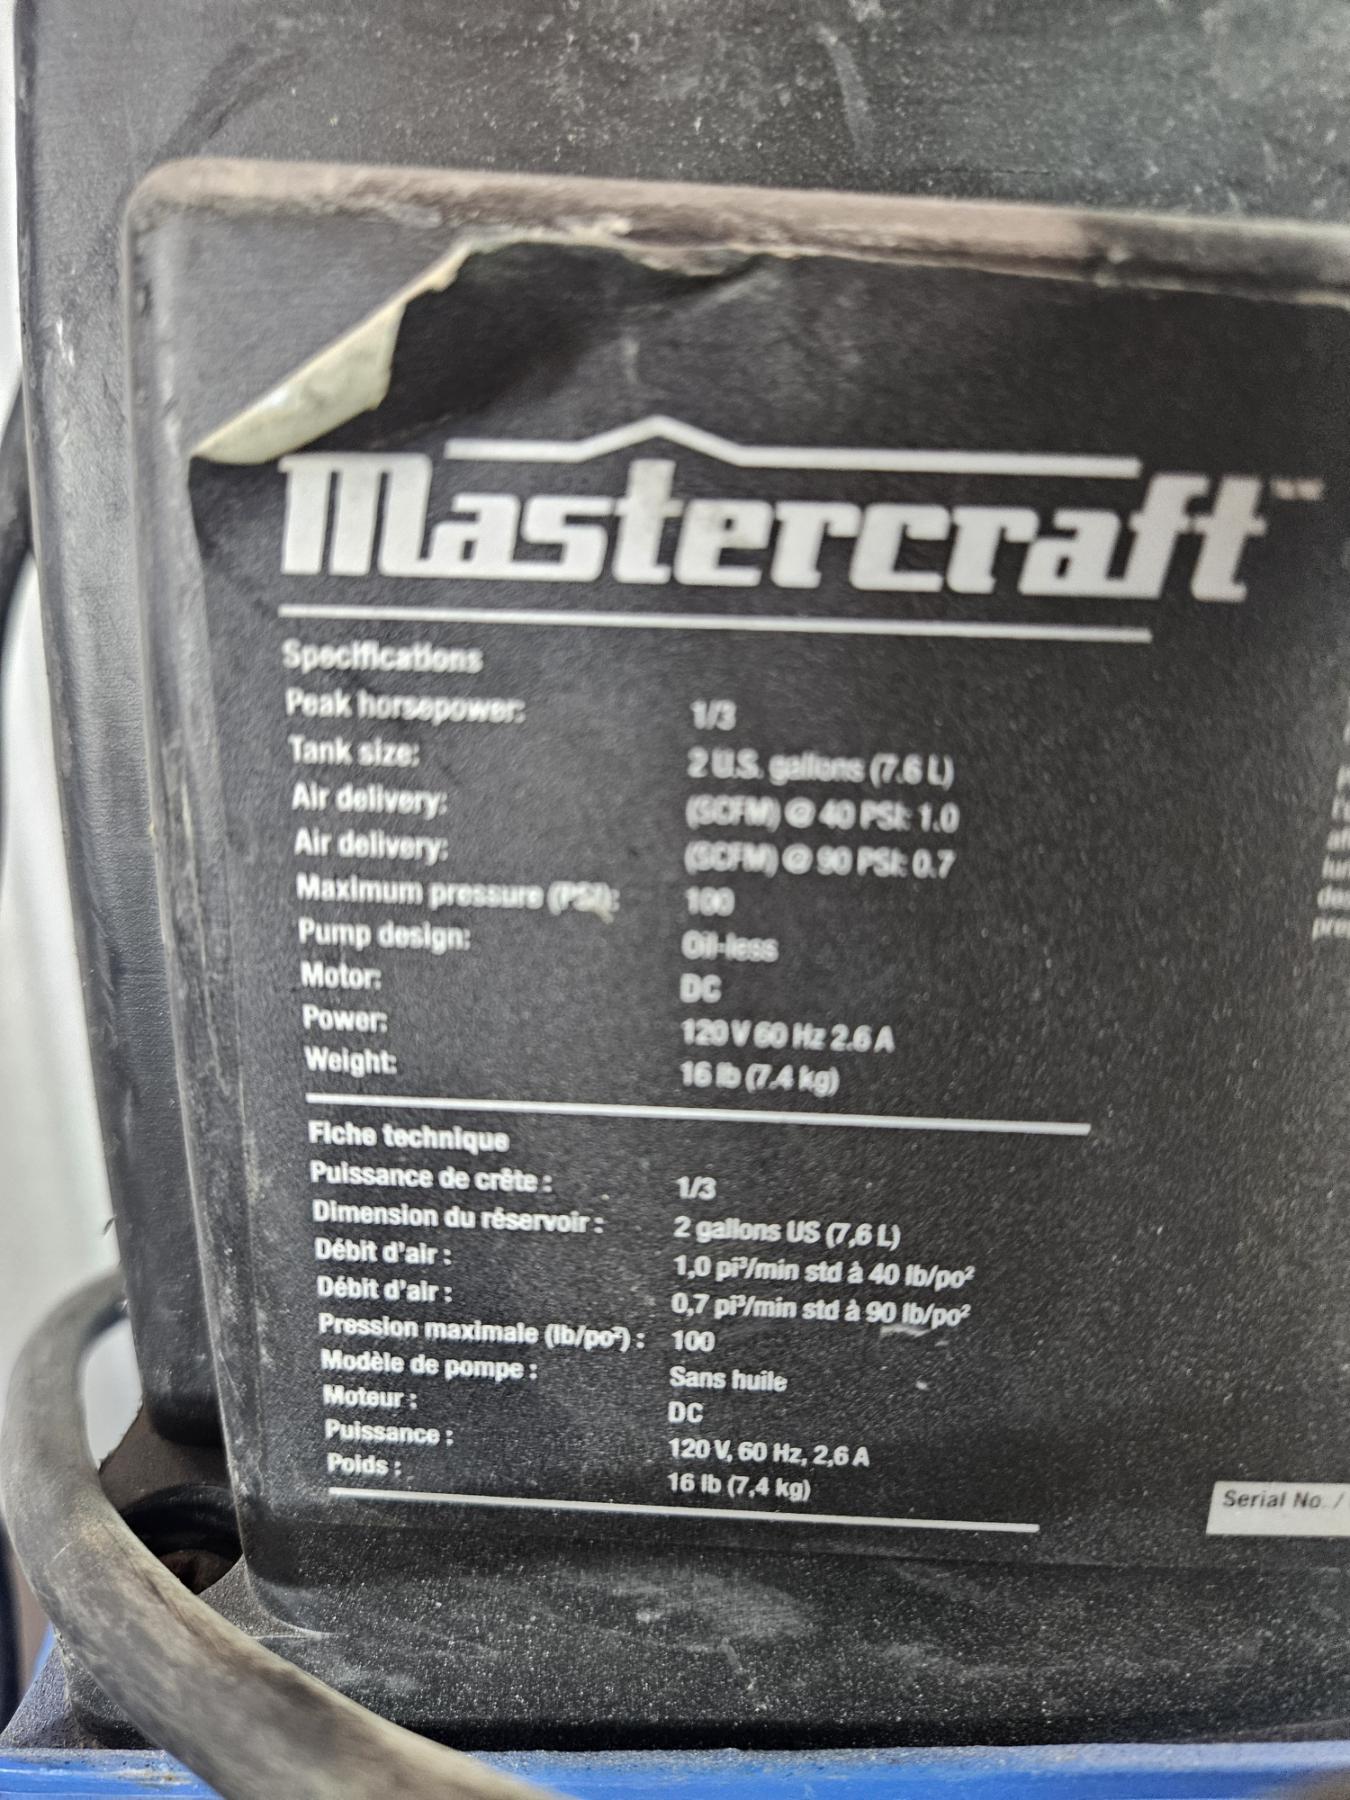 Mastercraft™
Specifications
Peak horsepower: 1/3
Tank size: 2 U.S. gallons (7.6 L)
Air delivery: (SCFM) @ 40 PSI: 1.0
Air delivery: (SCFM) @ 90 PSI: 0.7
Maximum pressure (PSI): 100
Pump design: Oil-less
Motor: DC
Power: 120 V 60 Hz 2.6 A
Weight: 16 lb (7.4 kg)
Fiche technique
Puissance de crête : 1/3
Dimension du réservoir : 2 gallons US (7,6 L)
Débit d'air : 1,0 pi³/min std à 40 lb/po²
Débit d'air : 0,7 pi³/min std à 90 lb/po²
Pression maximale (lb/po²) : 100
Modèle de pompe : Sans huile
Moteur : DC
Puissance : 120 V, 60 Hz, 2,6 A
Poids : 16 lb (7,4 kg)
Serial No. /